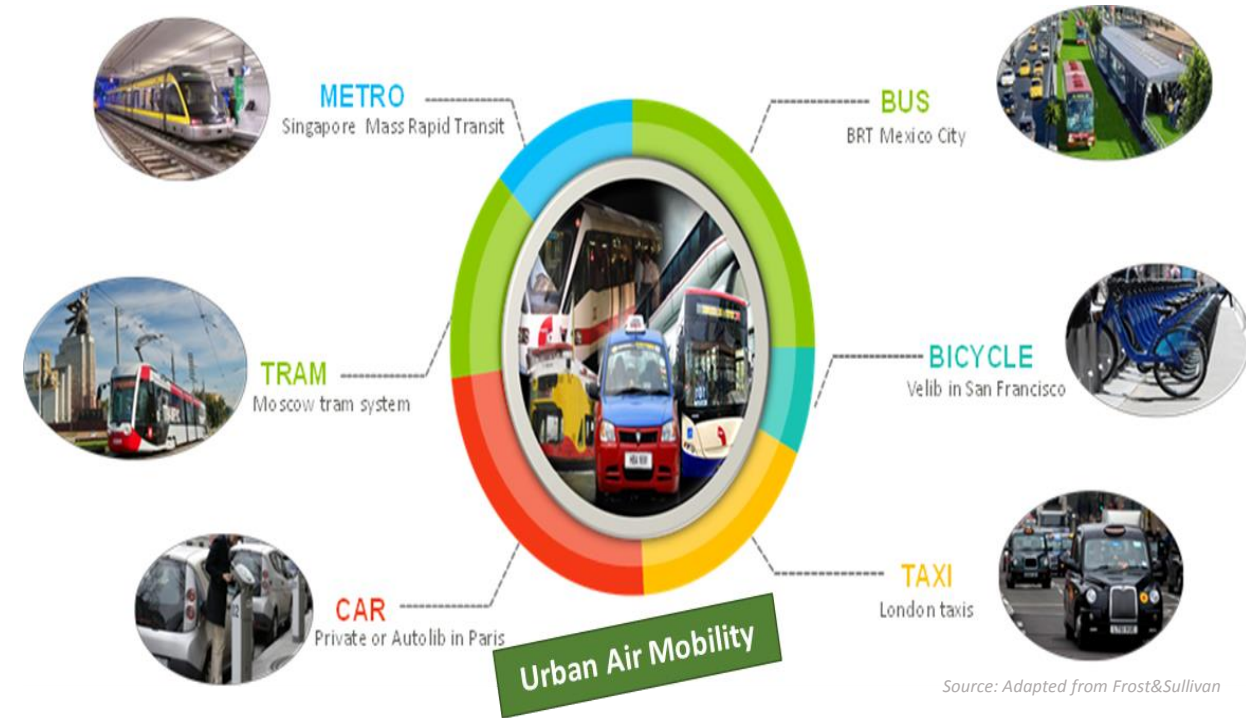 METRO
Singapore Mass Rapid Transit
BUS
BRT Mexico City
TRAM
Moscow tram system
BICYCLE
Velib in San Francisco
CAR
Private or Autolib in Paris
TAXI
London taxis
Urban Air Mobility
Source: Adapted from Frost&Sullivan